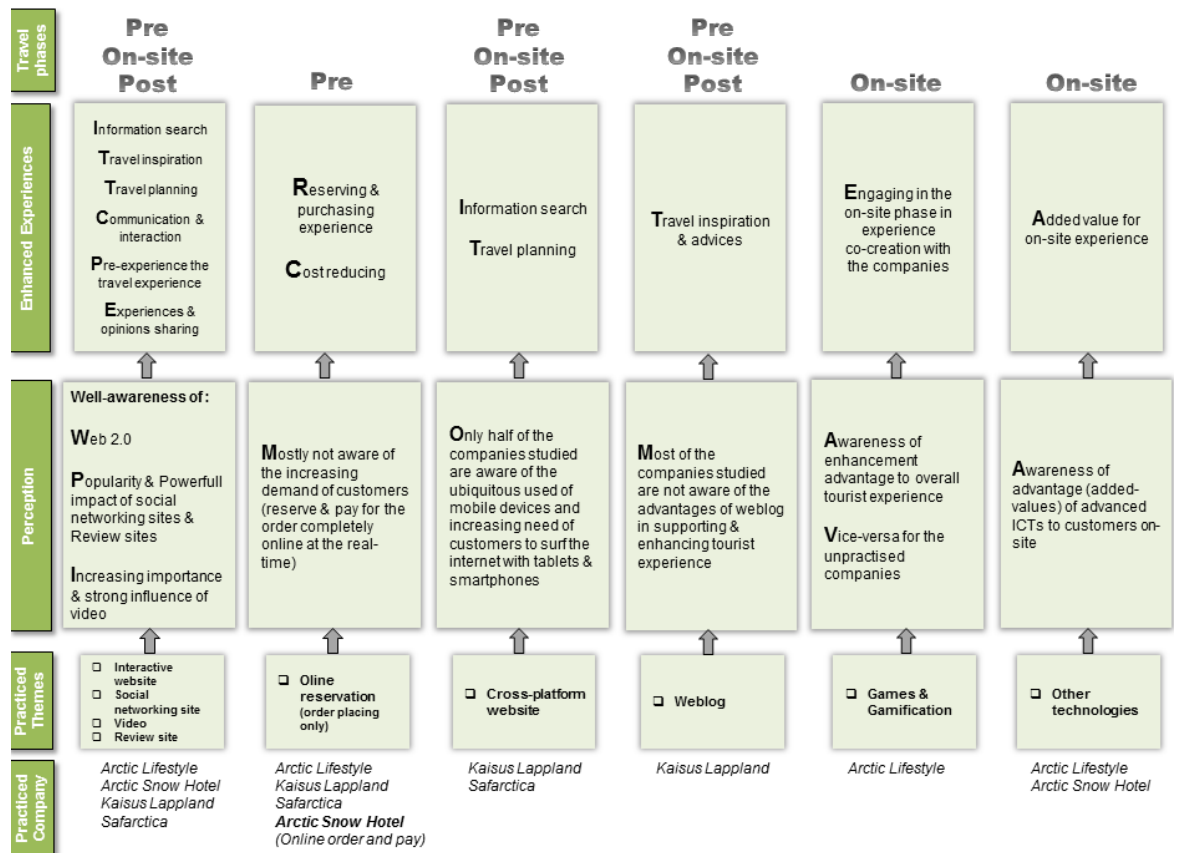 Travel
phases
Pre
On-site
Post
Pre
Pre
On-site
Post
Pre
On-site
Post
On-site
On-site
Enhanced Experiences
Information search
Travel inspiration
Travel planning
Communication &
interaction
Pre-experience the
travel experience
Experiences &
opinions sharing
Reserving &
purchasing
experience
Cost reducing
Information search
Travel planning
Travel inspiration
& advices
Engaging in the
on-site phase in
experience
co-creation with
the companies
Added value for
on-site experience
Perception
Well-awareness of:
Web 2.0
Popularity & Powerfull
impact of social
networking sites &
Review sites
Increasing importance
& strong influence of
video
Mostly not aware of
the increasing
demand of customers
(reserve & pay for the
order completely
online at the real-
time)
Only half of the
companies studied
are aware of the
ubiquitous used of
mobile devices and
increasing need of
customers to surf the
internet with tablets &
smartphones
Most of the
companies studied
are not aware of the
advantages of weblog
in supporting &
enhancing tourist
experience
Awareness of
enhancement
advantage to overall
tourist experience
Vice-versa for the
unpractised
companies
Awareness of
advantage (added-
values) of advanced
ICTs to customers on-
site
Practiced
Themes
❑ Interactive
website
❑ Social
networking site
❑ Video
❑ Review site
❑ Oline
reservation
(order placing
only)
❑ Cross-platform
website
❑ Weblog
❑ Games &
Gamification
❑ Other
technologies
Practiced
Company
Arctic Lifestyle
Arctic Snow Hotel
Kaisus Lappland
Safarctica
Arctic Lifestyle
Kaisus Lappland
Safarctica
Arctic Snow Hotel
(Online order and pay)
Kaisus Lappland
Safarctica
Kaisus Lappland
Arctic Lifestyle
Arctic Lifestyle
Arctic Snow Hotel